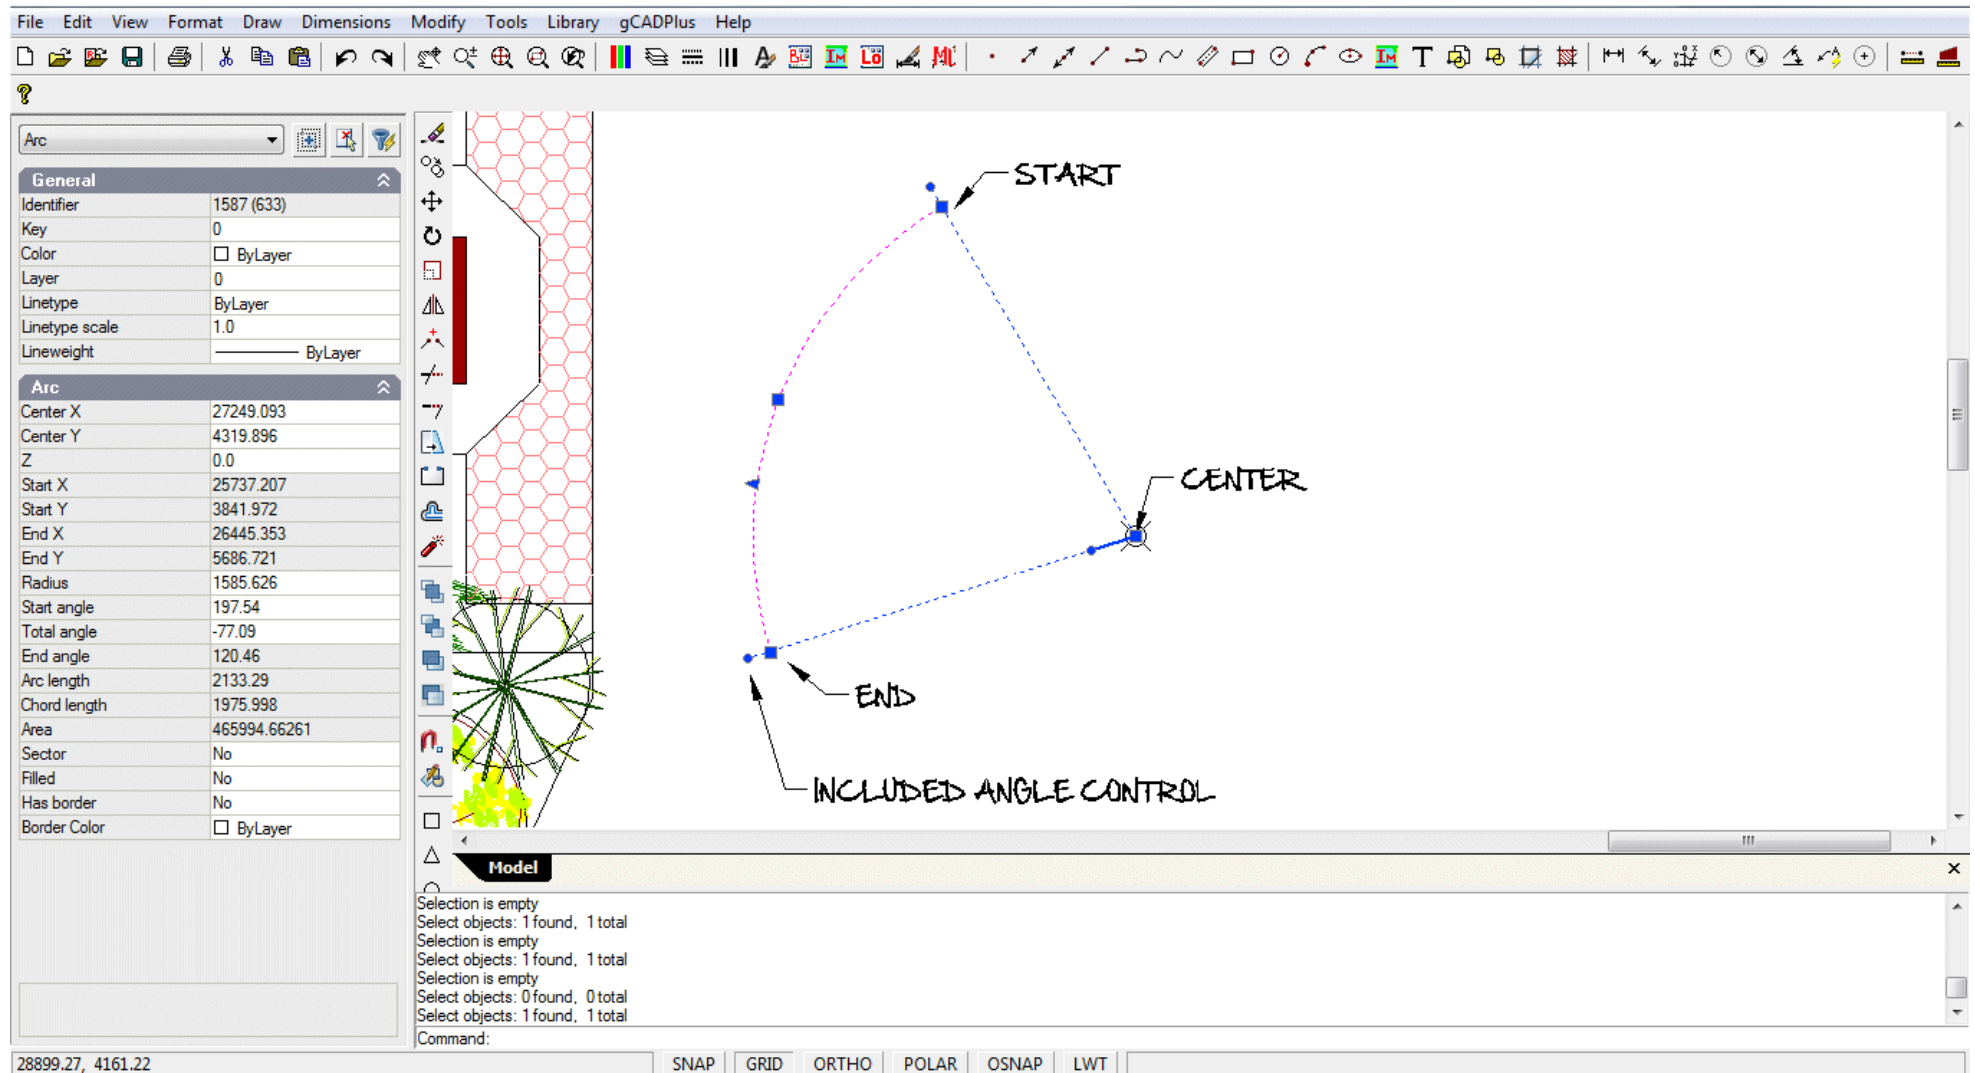 File Edit View Format Draw Dimensions Modify Tools Library gCADPlus Help
Arc
General
Identifier 1587 (633)
Key 0
Color ByLayer
Layer 0
Linetype ByLayer
Linetype scale 1.0
Lineweight ByLayer
Arc
Center X 27249.093
Center Y 4319.896
Z 0.0
Start X 25737.207
Start Y 3841.972
End X 26445.353
End Y 5686.721
Radius 1585.626
Start angle 197.54
Total angle -77.09
End angle 120.46
Arc length 2133.29
Chord length 1975.998
Area 465994.66261
Sector No
Filled No
Has border No
Border Color ByLayer
START
CENTER
END
INCLUDED ANGLE CONTROL
Model
Selection is empty
Select objects: 1 found, 1 total
Selection is empty
Select objects: 1 found, 1 total
Selection is empty
Select objects: 0 found, 0 total
Select objects: 1 found, 1 total
Command:
28899.27, 4161.22 SNAP GRID ORTHO POLAR OSNAP LWT